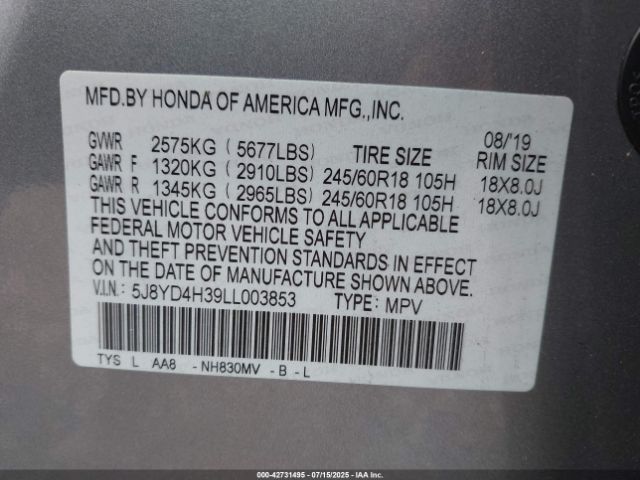 MFD.BY HONDA OF AMERICA MFG.,INC.
08/'19
GVWR 2575KG ( 5677LBS) TIRE SIZE RIM SIZE
GAWR F 1320KG ( 2910LBS) 245/60R18 105H 18X8.0J
GAWR R 1345KG ( 2965LBS) 245/60R18 105H 18X8.0J
THIS VEHICLE CONFORMS TO ALL APPLICABLE
FEDERAL MOTOR VEHICLE SAFETY
AND THEFT PREVENTION STANDARDS IN EFFECT
ON THE DATE OF MANUFACTURE SHOWN ABOVE.
V.I.N.: 5J8YD4H39LL003853 TYPE: MPV
TYS L AA8 - NH830MV - B - L
000-42731495 - 07/15/2025 - IAA Inc.